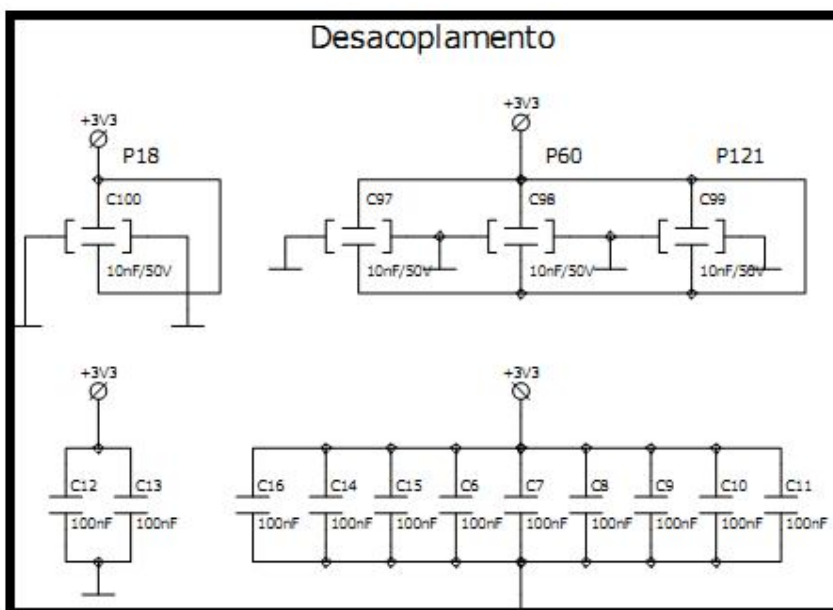 Desacoplamento
+3V3
+3V3
P18
P60
P121
C100
C97
C98
C99
10nF/50V
10nF/50V
10nF/50V
10nF/50V
+3V3
+3V3
C12
C13
C16
C14
C15
C6
C7
C8
C9
C10
C11
100nF
100nF
100nF
100nF
100nF
100nF
100nF
100nF
100nF
100nF
100nF